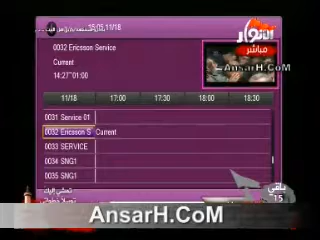 16:05,11/18
الأنوار
مباشر
0032 Ericsson Service
Current
14:27~01:00
AnsarH.CoM
11/18 17:00 17:30 18:00 18:30
0031 Service 01
0032 Ericsson S Current
0033 SERVICE
0034 SNG1
0035 SNG1
باقي
15
AnsarH.CoM